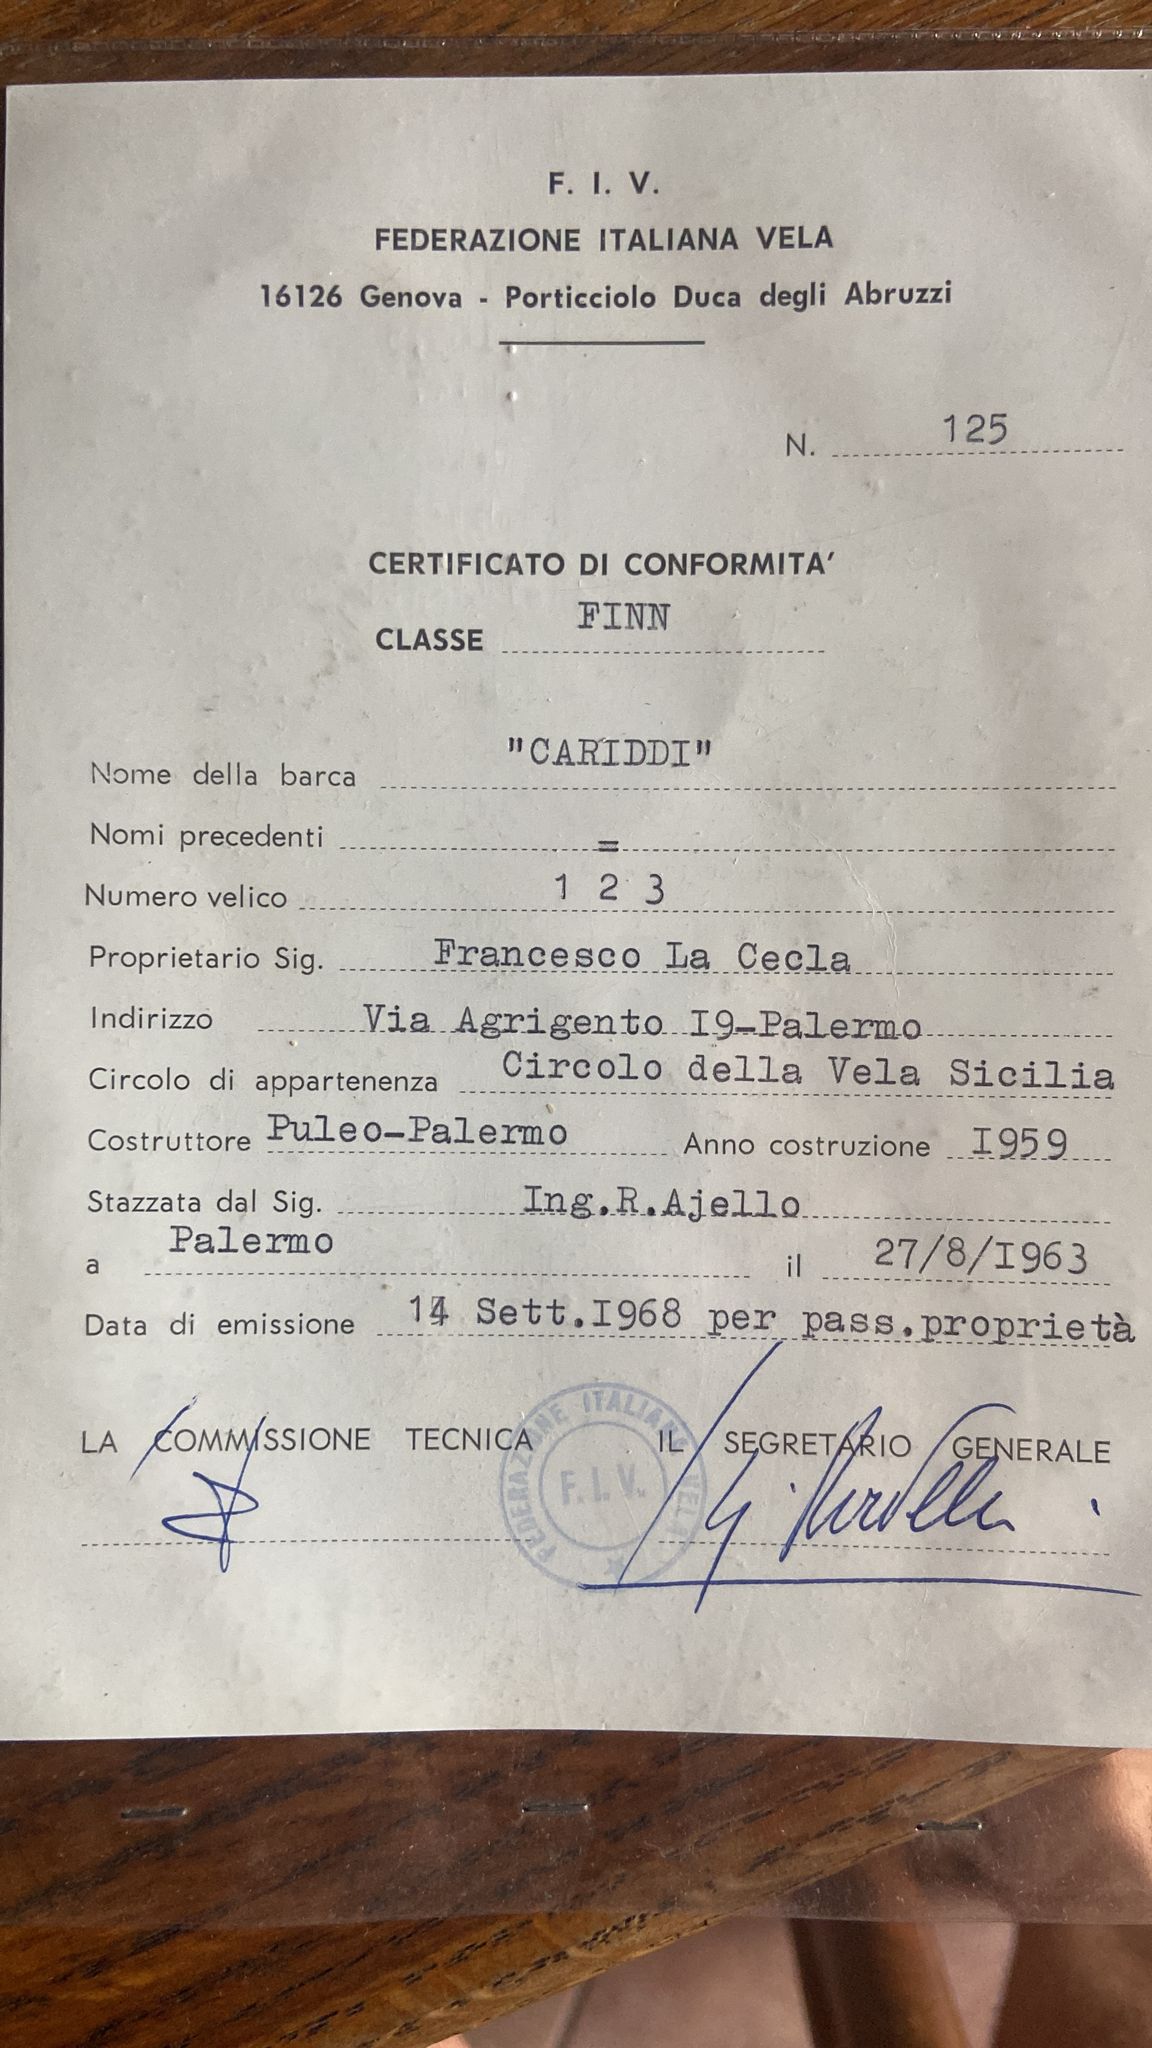 F. I. V.
FEDERAZIONE ITALIANA VELA
16126 Genova - Porticciolo Duca degli Abruzzi
N. 125
CERTIFICATO DI CONFORMITA'
CLASSE FINN
Nome della barca "CARIDDI"
Nomi precedenti =
Numero velico 1 2 3
Proprietario Sig. Francesco La Cecla
Indirizzo Via Agrigento I9-Palermo
Circolo di appartenenza Circolo della Vela Sicilia
Costruttore Puleo-Palermo Anno costruzione I959
Stazzata dal Sig. Ing.R.Ajello
a Palermo il 27/8/I963
Data di emissione 14 Sett.I968 per pass.proprietà
LA COMMISSIONE TECNICA IL SEGRETARIO GENERALE
FEDERAZIONE ITALIANA VELA
F.I.V.